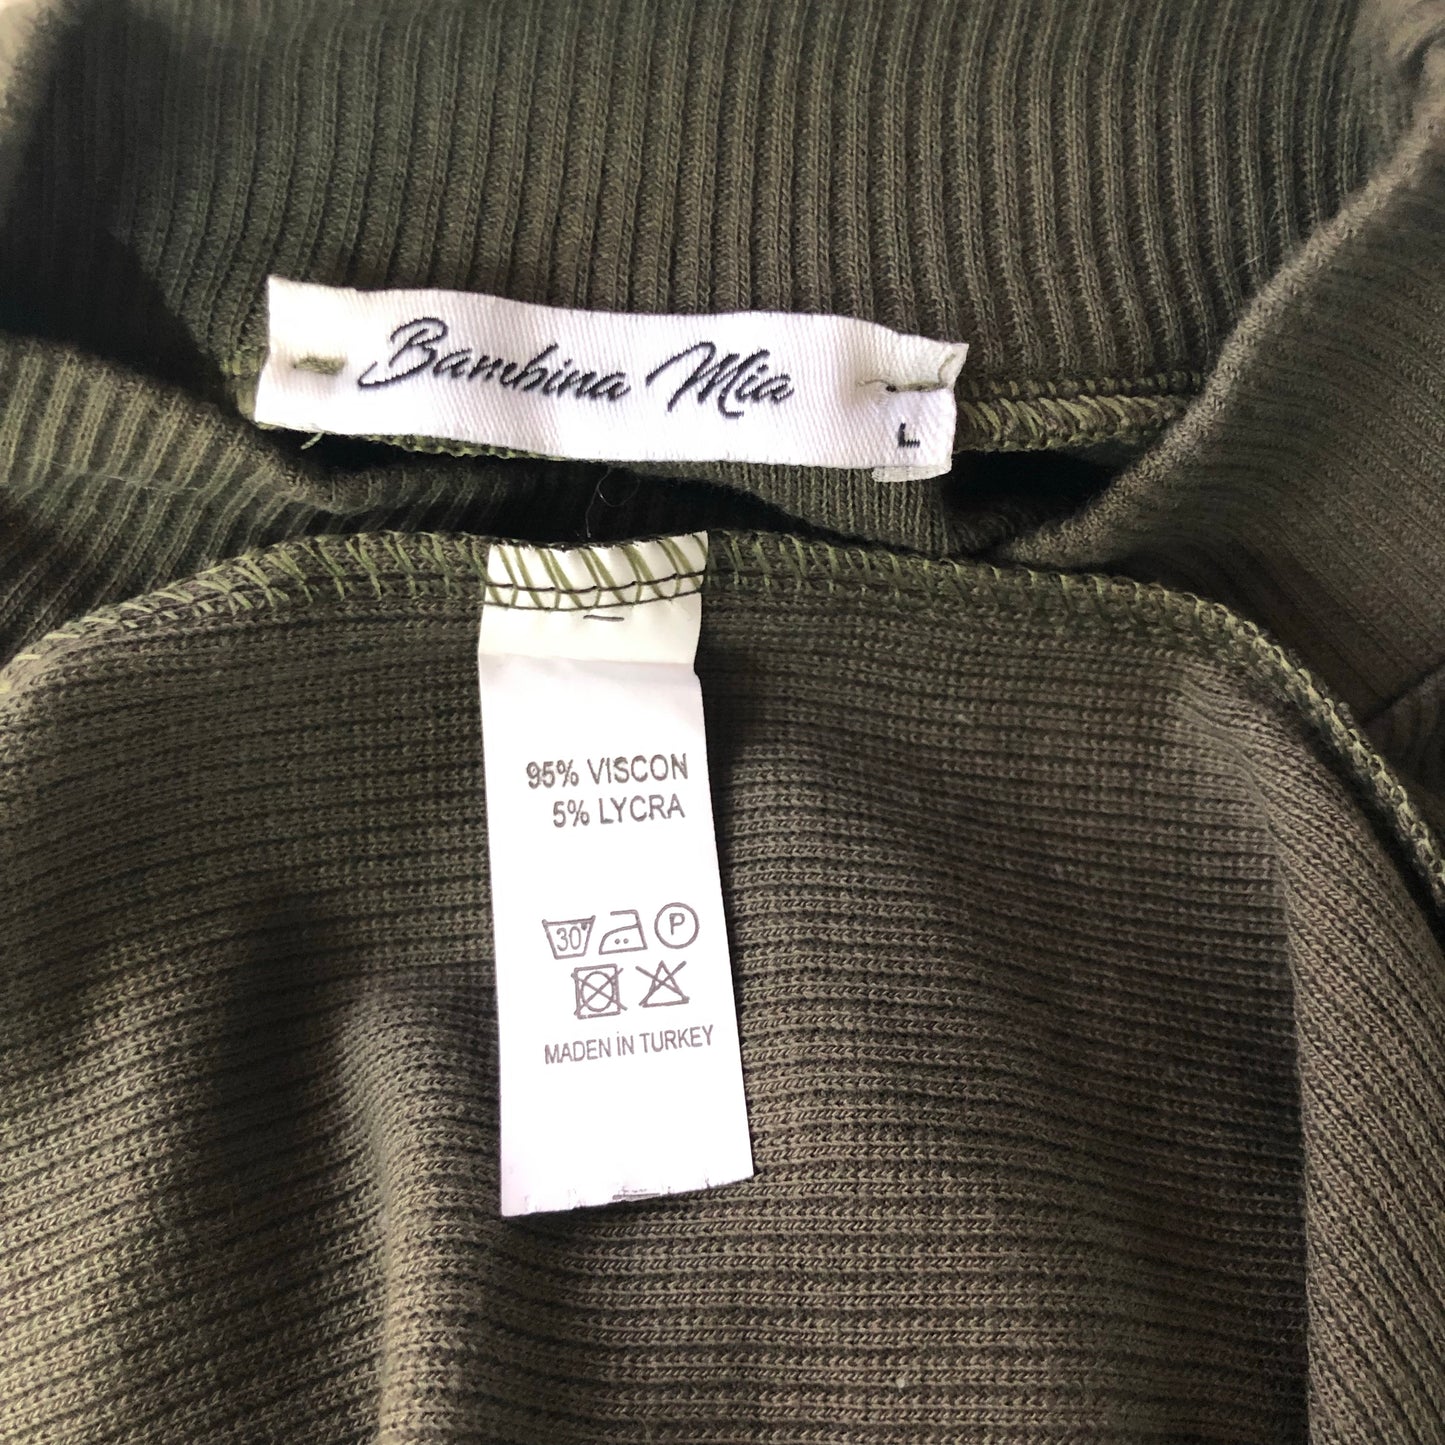 Bambina Mia
L
95% VISCON
5% LYCRA
30°
P
MADEN İN TURKEY